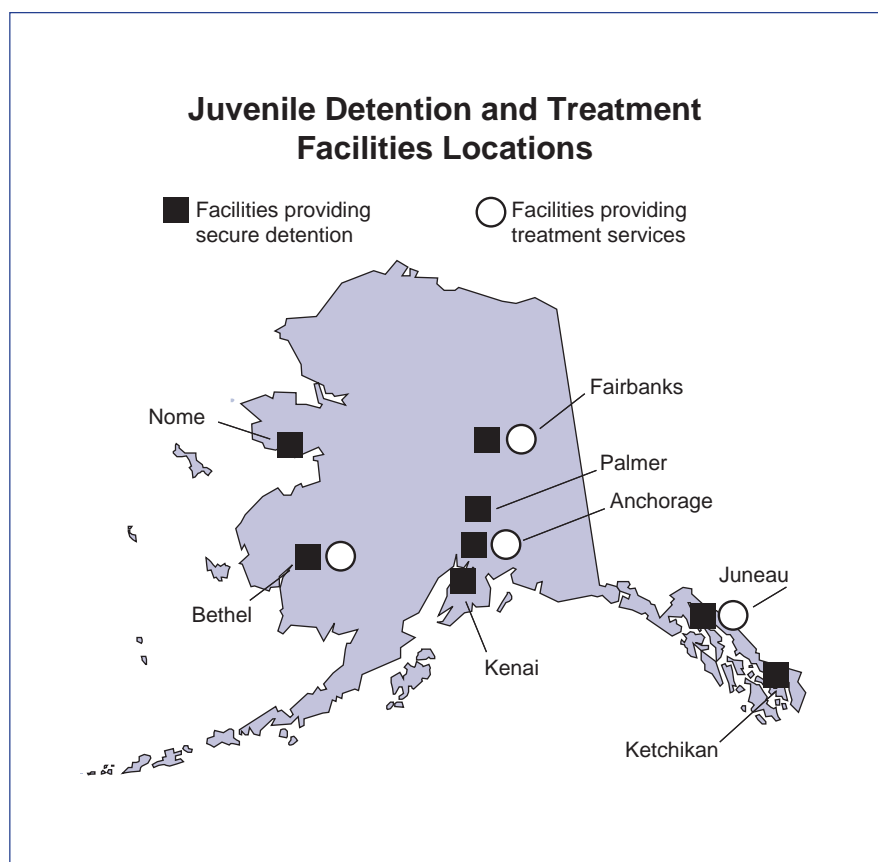 Juvenile Detention and Treatment
Facilities Locations
Facilities providing
secure detention
Facilities providing
treatment services
Fairbanks
Nome
Palmer
Anchorage
Juneau
Bethel
Kenai
Ketchikan